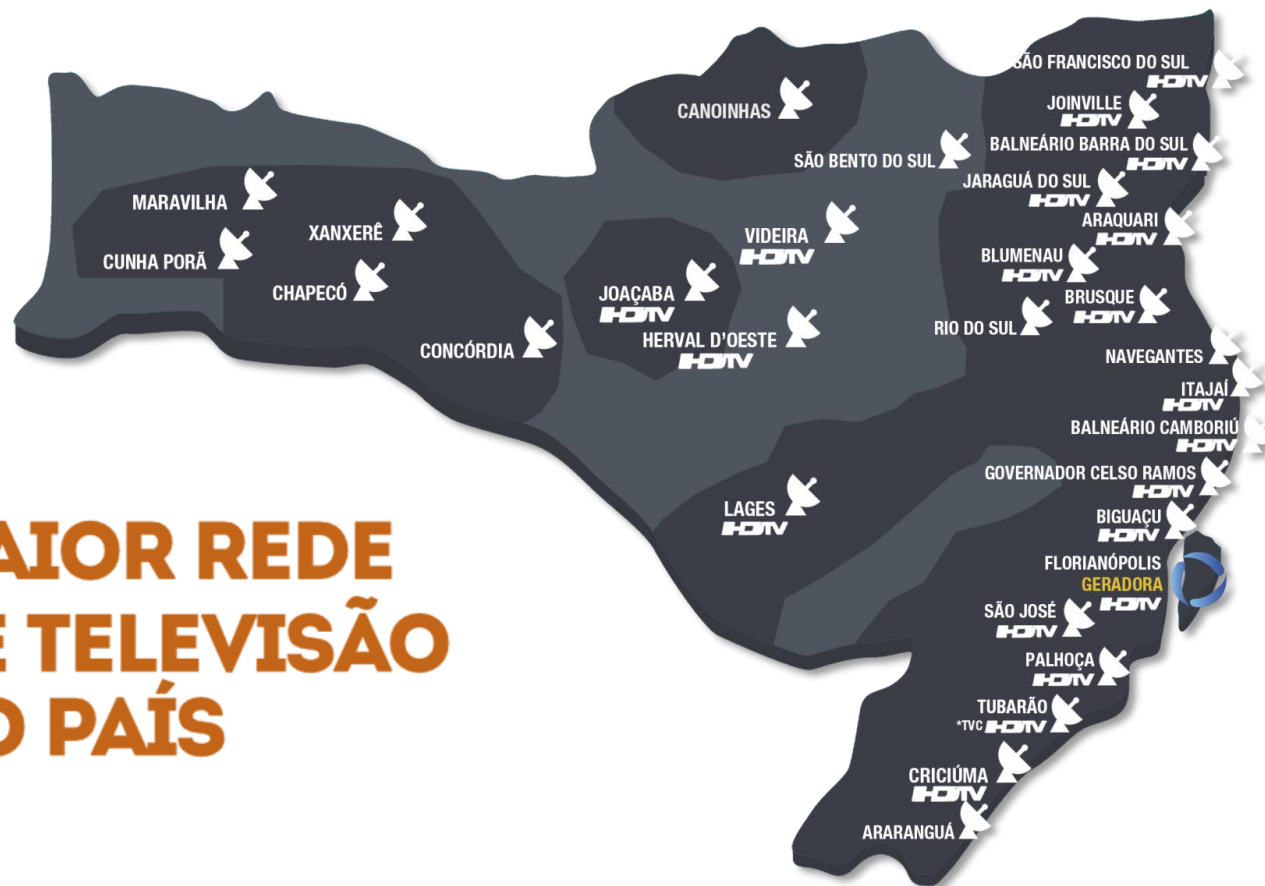 SÃO FRANCISCO DO SUL
HDTV
JOINVILLE
HDTV
CANOINHAS
BALNEÁRIO BARRA DO SUL
HDTV
SÃO BENTO DO SUL
JARAGUÁ DO SUL
HDTV
MARAVILHA
ARAQUARI
HDTV
XANXERÊ
VIDEIRA
HDTV
CUNHA PORÃ
BLUMENAU
HDTV
CHAPECÓ
JOAÇABA
HDTV
BRUSQUE
HDTV
RIO DO SUL
HERVAL D'OESTE
HDTV
CONCÓRDIA
NAVEGANTES
ITAJAÍ
HDTV
BALNEÁRIO CAMBORIÚ
HDTV
GOVERNADOR CELSO RAMOS
HDTV
LAGES
HDTV
BIGUAÇU
HDTV
FLORIANÓPOLIS
GERADORA
HDTV
SÃO JOSÉ
HDTV
PALHOÇA
HDTV
TUBARÃO
*TVC HDTV
CRICIÚMA
HDTV
ARARANGUÁ
AIOR REDE
E TELEVISÃO
O PAÍS